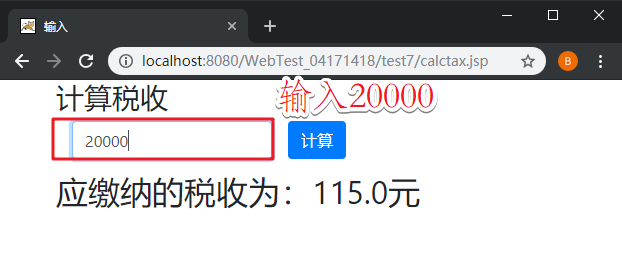 输入
localhost:8080/WebTest_04171418/test7/calctax.jsp
B
计算税收
输入20000
20000
计算
应缴纳的税收为：115.0元